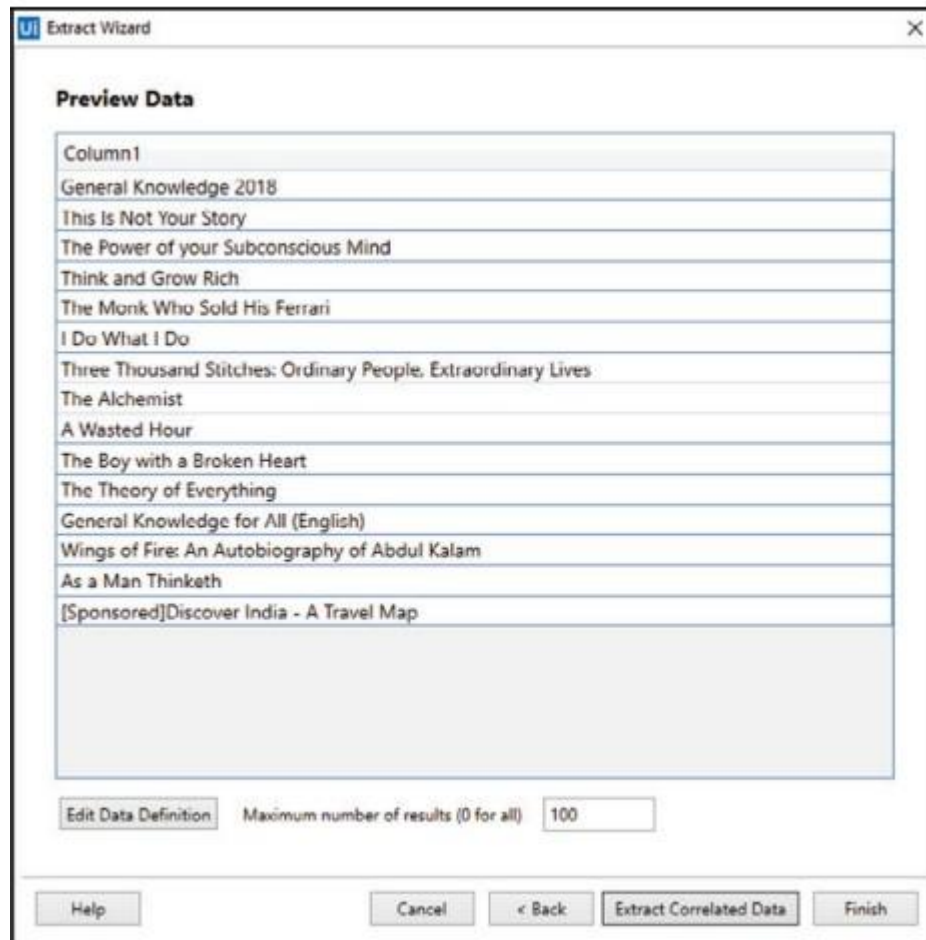 Ui Extract Wizard
Preview Data
Column1
General Knowledge 2018
This Is Not Your Story
The Power of your Subconscious Mind
Think and Grow Rich
The Monk Who Sold His Ferrari
I Do What I Do
Three Thousand Stitches: Ordinary People, Extraordinary Lives
The Alchemist
A Wasted Hour
The Boy with a Broken Heart
The Theory of Everything
General Knowledge for All (English)
Wings of Fire: An Autobiography of Abdul Kalam
As a Man Thinketh
[Sponsored]Discover India - A Travel Map
Edit Data Definition Maximum number of results (0 for all) 100
Help Cancel < Back Extract Correlated Data Finish